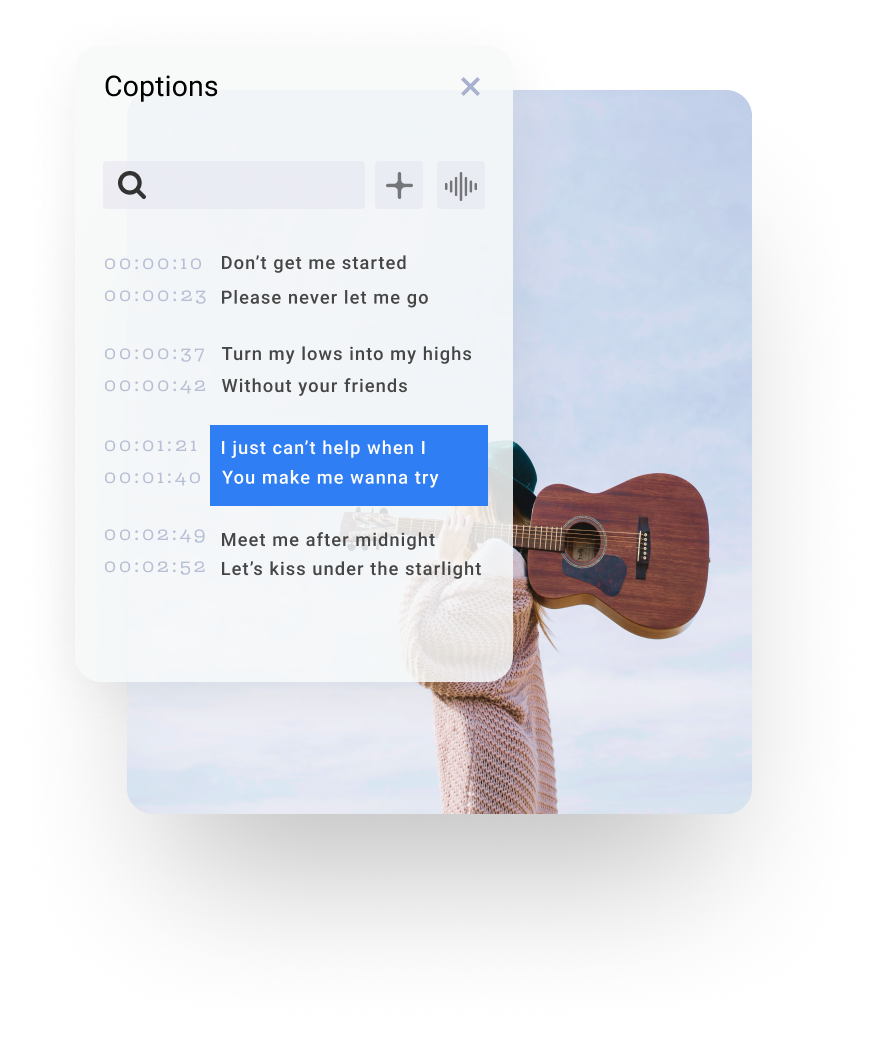 Coptions
00:00:10 Don't get me started
00:00:23 Please never let me go
00:00:37 Turn my lows into my highs
00:00:42 Without your friends
00:01:21 I just can't help when I
00:01:40 You make me wanna try
00:02:49 Meet me after midnight
00:02:52 Let's kiss under the starlight